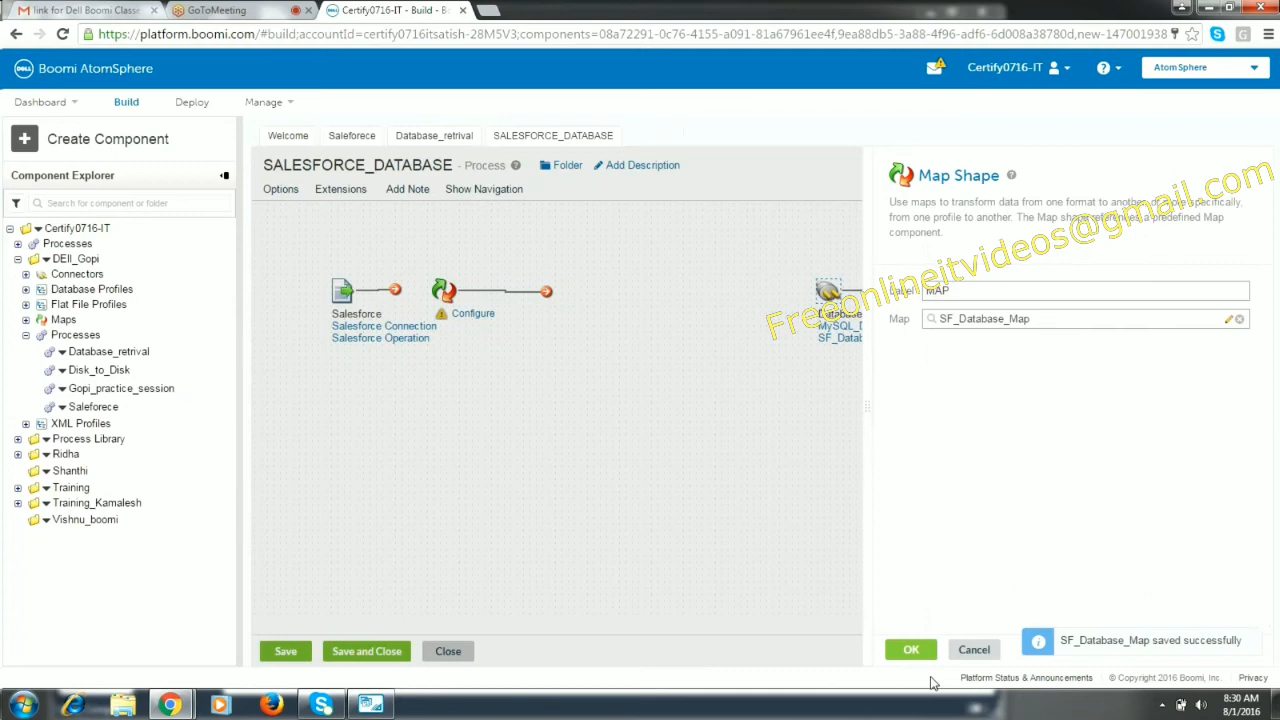 link for Dell Boomi Classe
GoToMeeting
Certify0716-IT - Build - B
https://platform.boomi.com/#build;accountId=certify0716itsatish-28M5V3;components=08a72291-0c76-4155-a091-81a67961ee4f,9ea88db5-3a88-4f96-adf6-6d008a38780d,new-147001938
Boomi AtomSphere
Certify0716-IT
AtomSphere
Dashboard
Build
Deploy
Manage
Create Component
Welcome
Saleforece
Database_retrival
SALESFORCE_DATABASE
Component Explorer
Search for component or folder
SALESFORCE_DATABASE - Process
Folder
Add Description
Options
Extensions
Add Note
Show Navigation
Map Shape
Use maps to transform data from one format to another, or more specifically,
from one profile to another. The Map shape references a predefined Map
component.
Label
MAP
Map
SF_Database_Map
Freeonlineitvideos@gmail.com
Certify0716-IT
Processes
DEll_Gopi
Connectors
Database Profiles
Flat File Profiles
Maps
Processes
Database_retrival
Disk_to_Disk
Gopi_practice_session
Saleforece
XML Profiles
Process Library
Ridha
Shanthi
Training
Training_Kamalesh
Vishnu_boomi
Salesforce
Salesforce Connection
Salesforce Operation
Configure
Database
MySQL_D
SF_Datab
Save
Save and Close
Close
OK
Cancel
SF_Database_Map saved successfully
Platform Status & Announcements
© Copyright 2016 Boomi, Inc.
Privacy
8:30 AM
8/1/2016